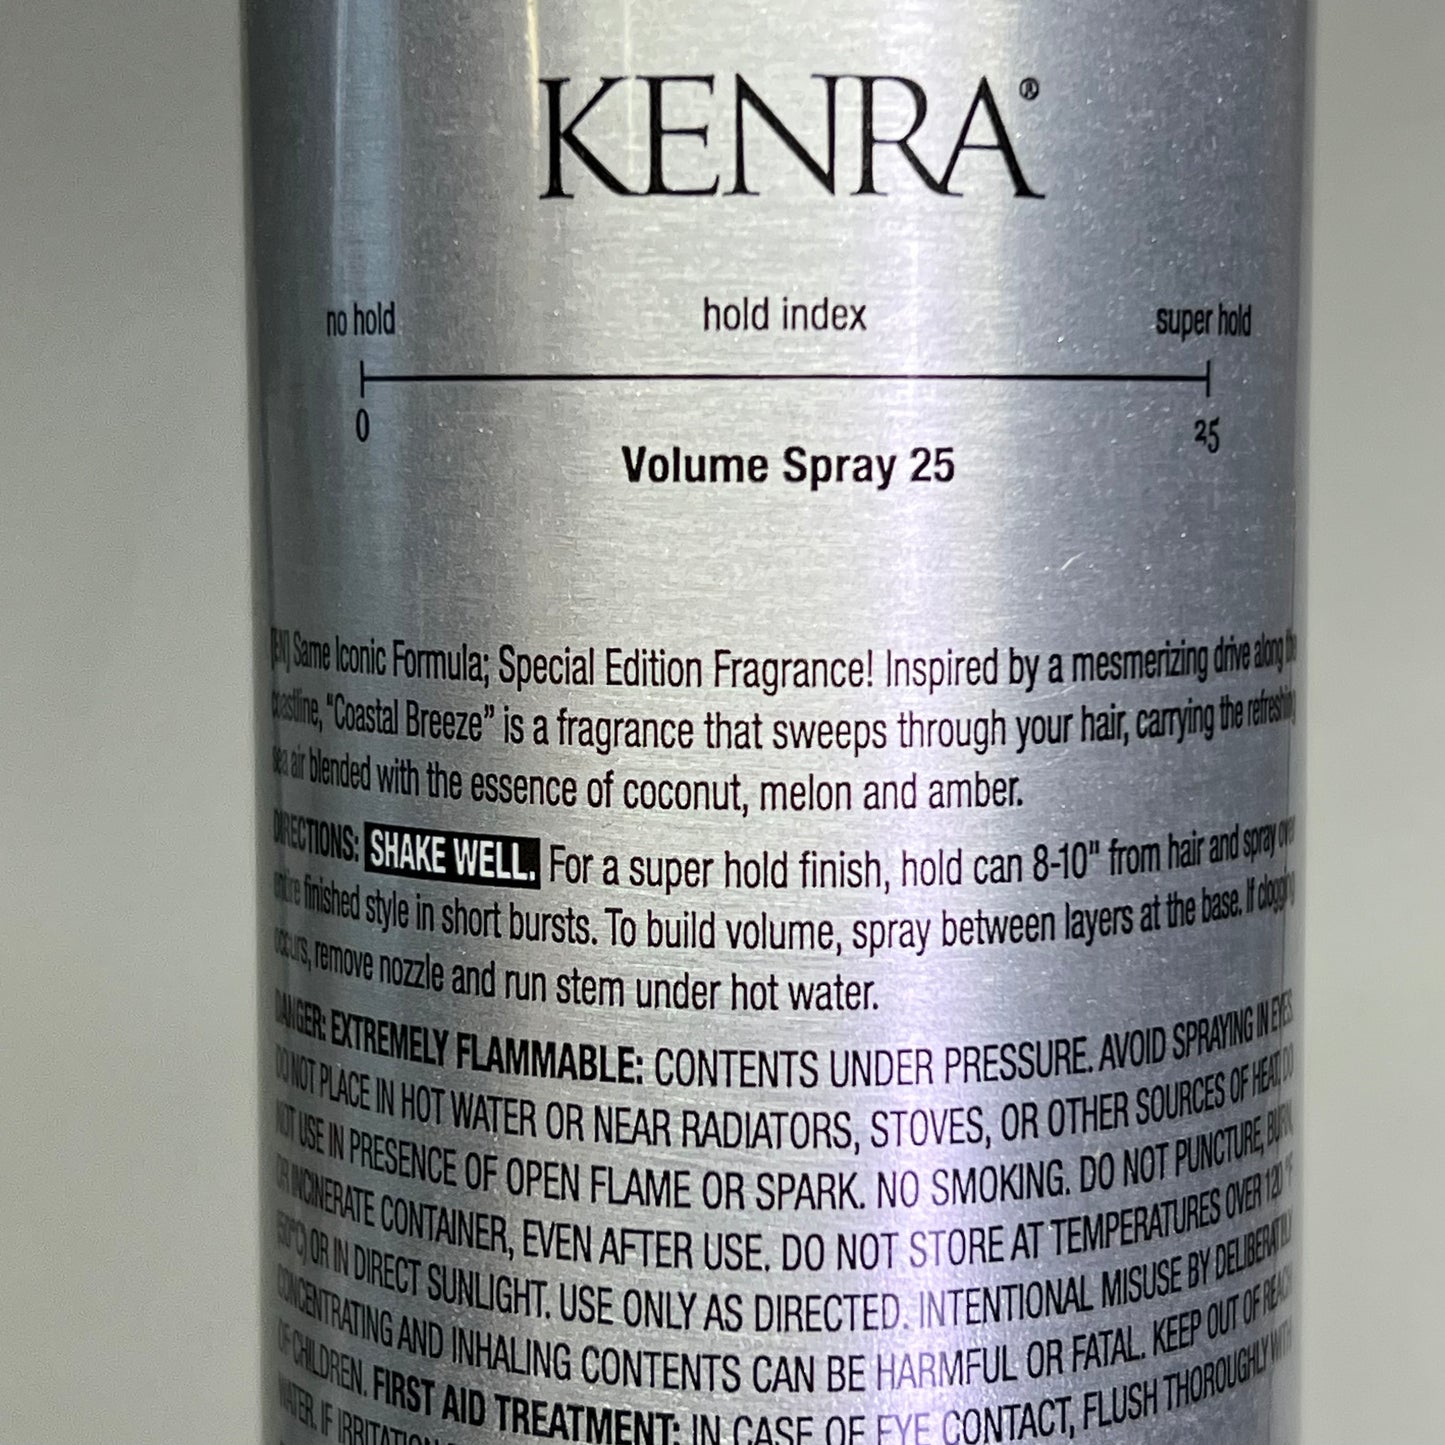 KENRA®
no hold hold index super hold
0 25
Volume Spray 25
[EN] Same Iconic Formula; Special Edition Fragrance! Inspired by a mesmerizing drive along the
coastline, “Coastal Breeze” is a fragrance that sweeps through your hair, carrying the refreshing
sea air blended with the essence of coconut, melon and amber.
DIRECTIONS: SHAKE WELL. For a super hold finish, hold can 8-10" from hair and spray over
entire finished style in short bursts. To build volume, spray between layers at the base. If clogging
occurs, remove nozzle and run stem under hot water.
DANGER: EXTREMELY FLAMMABLE: CONTENTS UNDER PRESSURE. AVOID SPRAYING IN EYES.
DO NOT PLACE IN HOT WATER OR NEAR RADIATORS, STOVES, OR OTHER SOURCES OF HEAT. DO
NOT USE IN PRESENCE OF OPEN FLAME OR SPARK. NO SMOKING. DO NOT PUNCTURE, BURN,
OR INCINERATE CONTAINER, EVEN AFTER USE. DO NOT STORE AT TEMPERATURES OVER 120 °F
(50°C) OR IN DIRECT SUNLIGHT. USE ONLY AS DIRECTED. INTENTIONAL MISUSE BY DELIBERATELY
CONCENTRATING AND INHALING CONTENTS CAN BE HARMFUL OR FATAL. KEEP OUT OF REACH
OF CHILDREN. FIRST AID TREATMENT: IN CASE OF EYE CONTACT, FLUSH THOROUGHLY WITH
WATER. IF IRRITATION